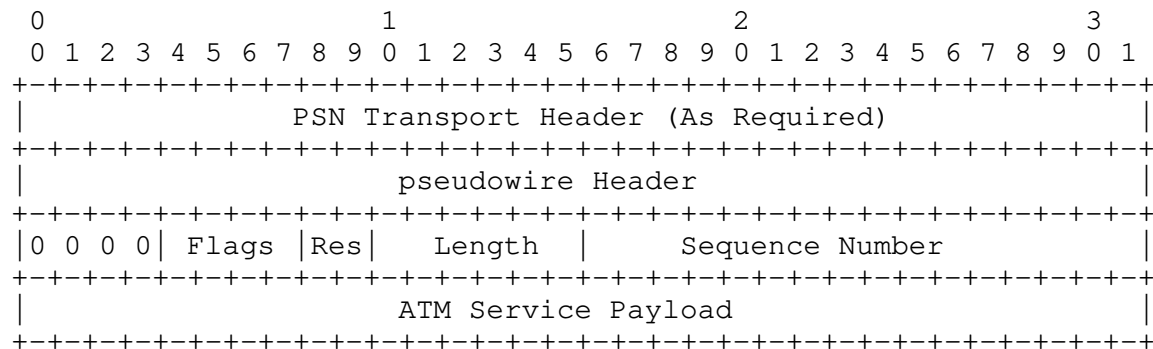 0                   1                   2                   3
 0 1 2 3 4 5 6 7 8 9 0 1 2 3 4 5 6 7 8 9 0 1 2 3 4 5 6 7 8 9 0 1
+-+-+-+-+-+-+-+-+-+-+-+-+-+-+-+-+-+-+-+-+-+-+-+-+-+-+-+-+-+-+-+-+
|               PSN Transport Header (As Required)              |
+-+-+-+-+-+-+-+-+-+-+-+-+-+-+-+-+-+-+-+-+-+-+-+-+-+-+-+-+-+-+-+-+
|                     pseudowire Header                         |
+-+-+-+-+-+-+-+-+-+-+-+-+-+-+-+-+-+-+-+-+-+-+-+-+-+-+-+-+-+-+-+-+
|0 0 0 0| Flags |Res|   Length  |     Sequence Number           |
+-+-+-+-+-+-+-+-+-+-+-+-+-+-+-+-+-+-+-+-+-+-+-+-+-+-+-+-+-+-+-+-+
|                     ATM Service Payload                       |
+-+-+-+-+-+-+-+-+-+-+-+-+-+-+-+-+-+-+-+-+-+-+-+-+-+-+-+-+-+-+-+-+